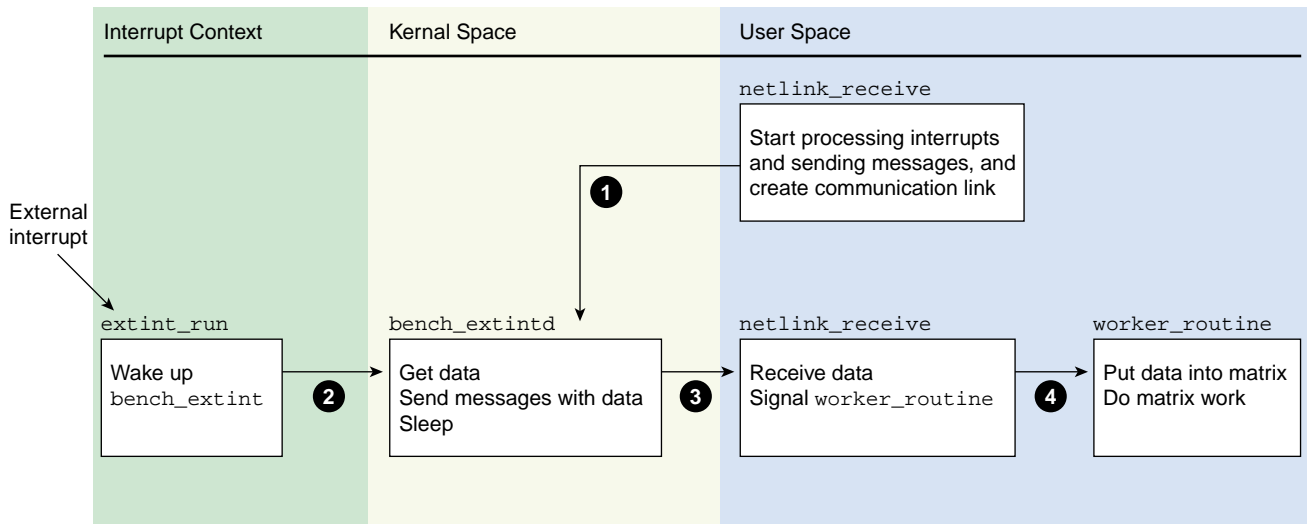 Interrupt Context
Kernal Space
User Space
netlink_receive
Start processing interrupts
and sending messages, and
create communication link
1
External
interrupt
extint_run
Wake up
bench_extint
2
bench_extintd
Get data
Send messages with data
Sleep
3
netlink_receive
Receive data
Signal worker_routine
4
worker_routine
Put data into matrix
Do matrix work